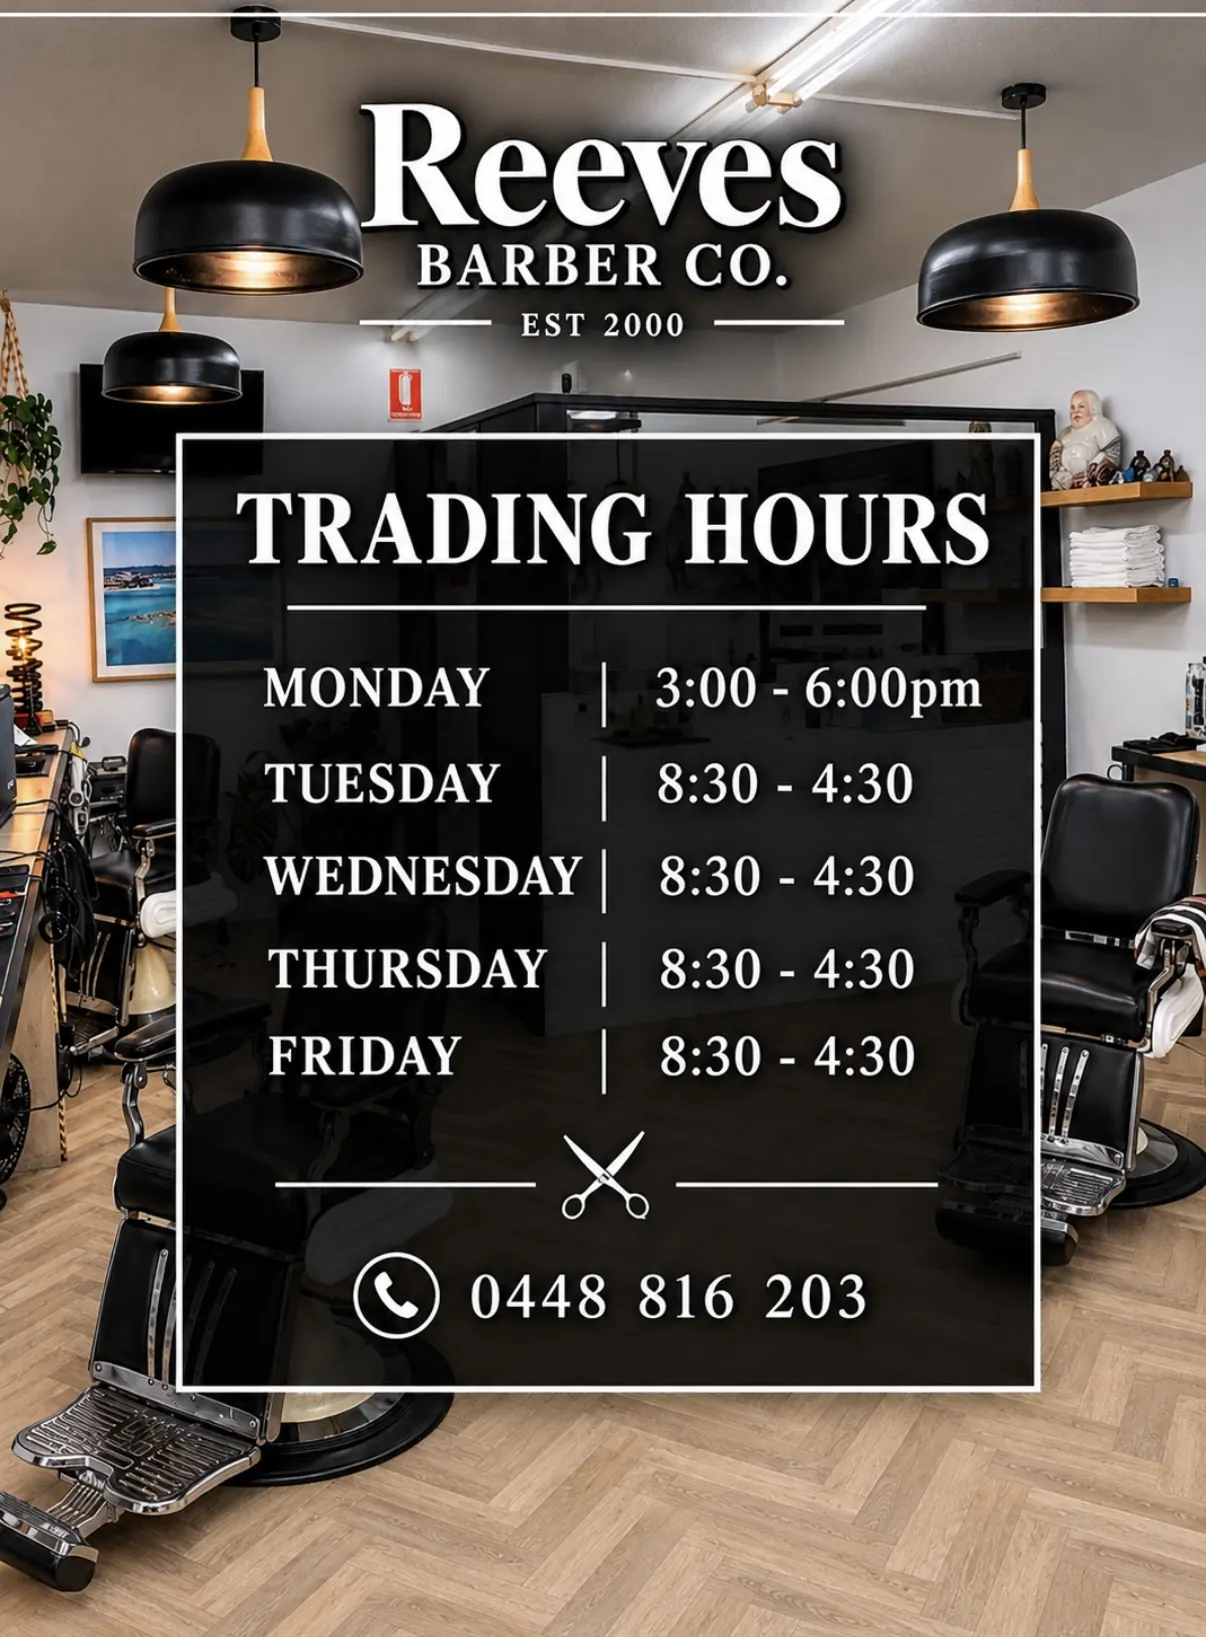 Reeves
BARBER CO.
EST 2000
TRADING HOURS
MONDAY | 3:00 - 6:00pm
TUESDAY | 8:30 - 4:30
WEDNESDAY | 8:30 - 4:30
THURSDAY | 8:30 - 4:30
FRIDAY | 8:30 - 4:30
0448 816 203